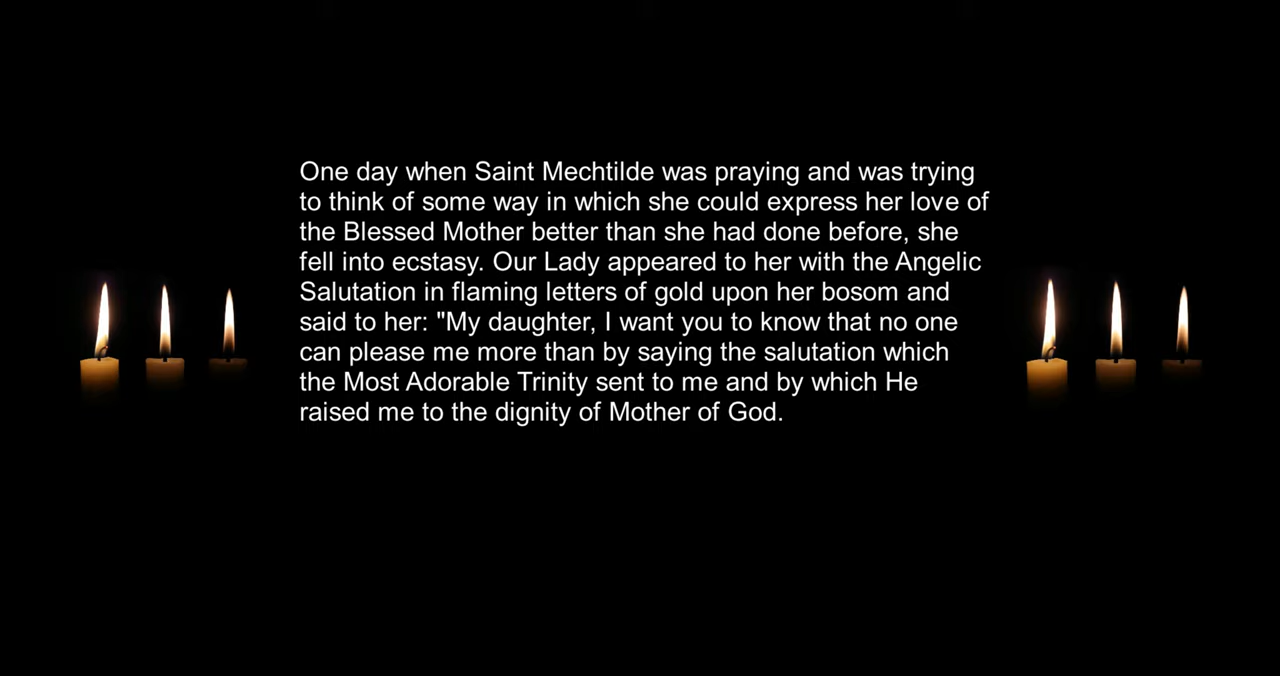 One day when Saint Mechtilde was praying and was trying
to think of some way in which she could express her love of
the Blessed Mother better than she had done before, she
fell into ecstasy. Our Lady appeared to her with the Angelic
Salutation in flaming letters of gold upon her bosom and
said to her: "My daughter, I want you to know that no one
can please me more than by saying the salutation which
the Most Adorable Trinity sent to me and by which He
raised me to the dignity of Mother of God.